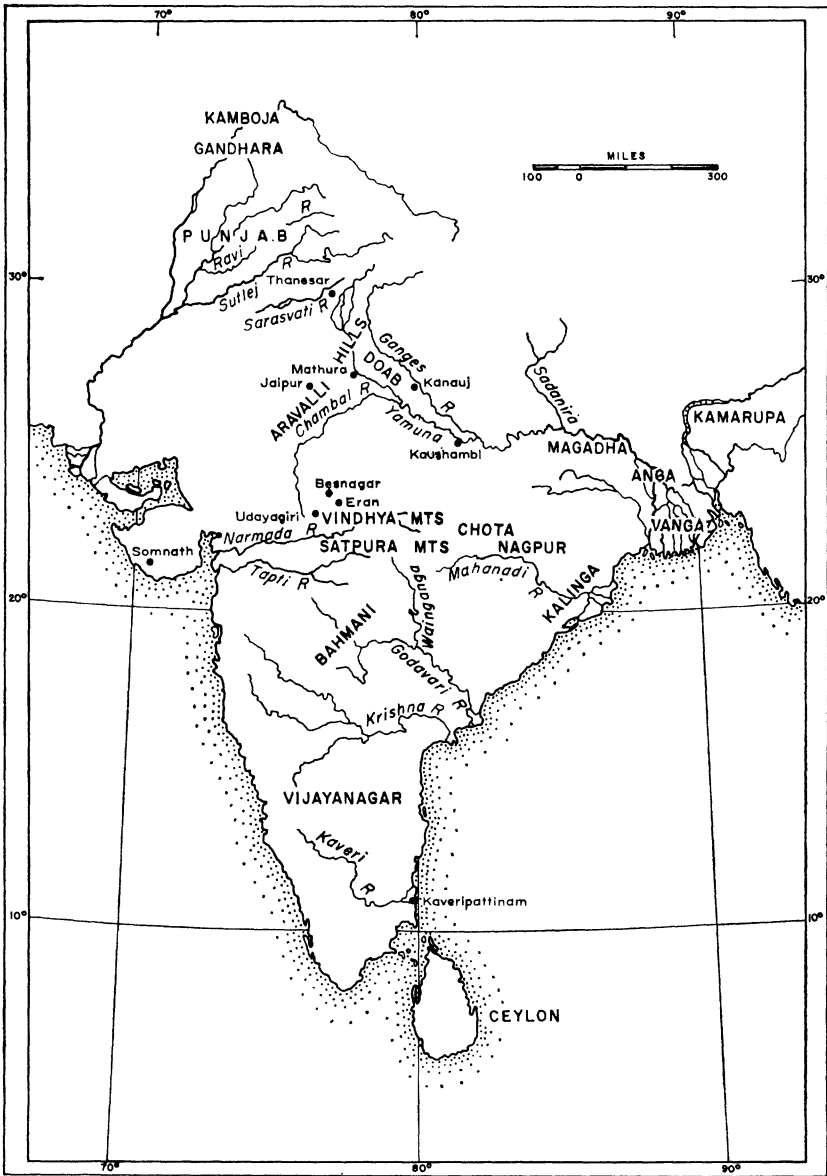 70°
80°
90°
KAMBOJA
GANDHARA
MILES
100 0 300
R
PUNJAB
Ravi
R
30°
30°
Thanesar
Sutlej
Sarasvati R
HILLS
Ganges
Mathura
DOAB
Jaipur
Kanauj
Sadanira
ARAVALLI
Chambal R
R
KAMARUPA
Yamuna
MAGADHA
Kaushambi
ANGA
Besnagar
Eran
Udayagiri
VINDHYA MTS
VANGA
Narmada R
CHOTA
SATPURA MTS
NAGPUR
Somnath
Mahanadi
Tapti R
R
KALINGA
20°
20°
Wainganga
BAHMANI
Godavari R
Krishna R
VIJAYANAGAR
Kaveri
R
Kaveripattinam
10°
10°
CEYLON
70°
80°
90°